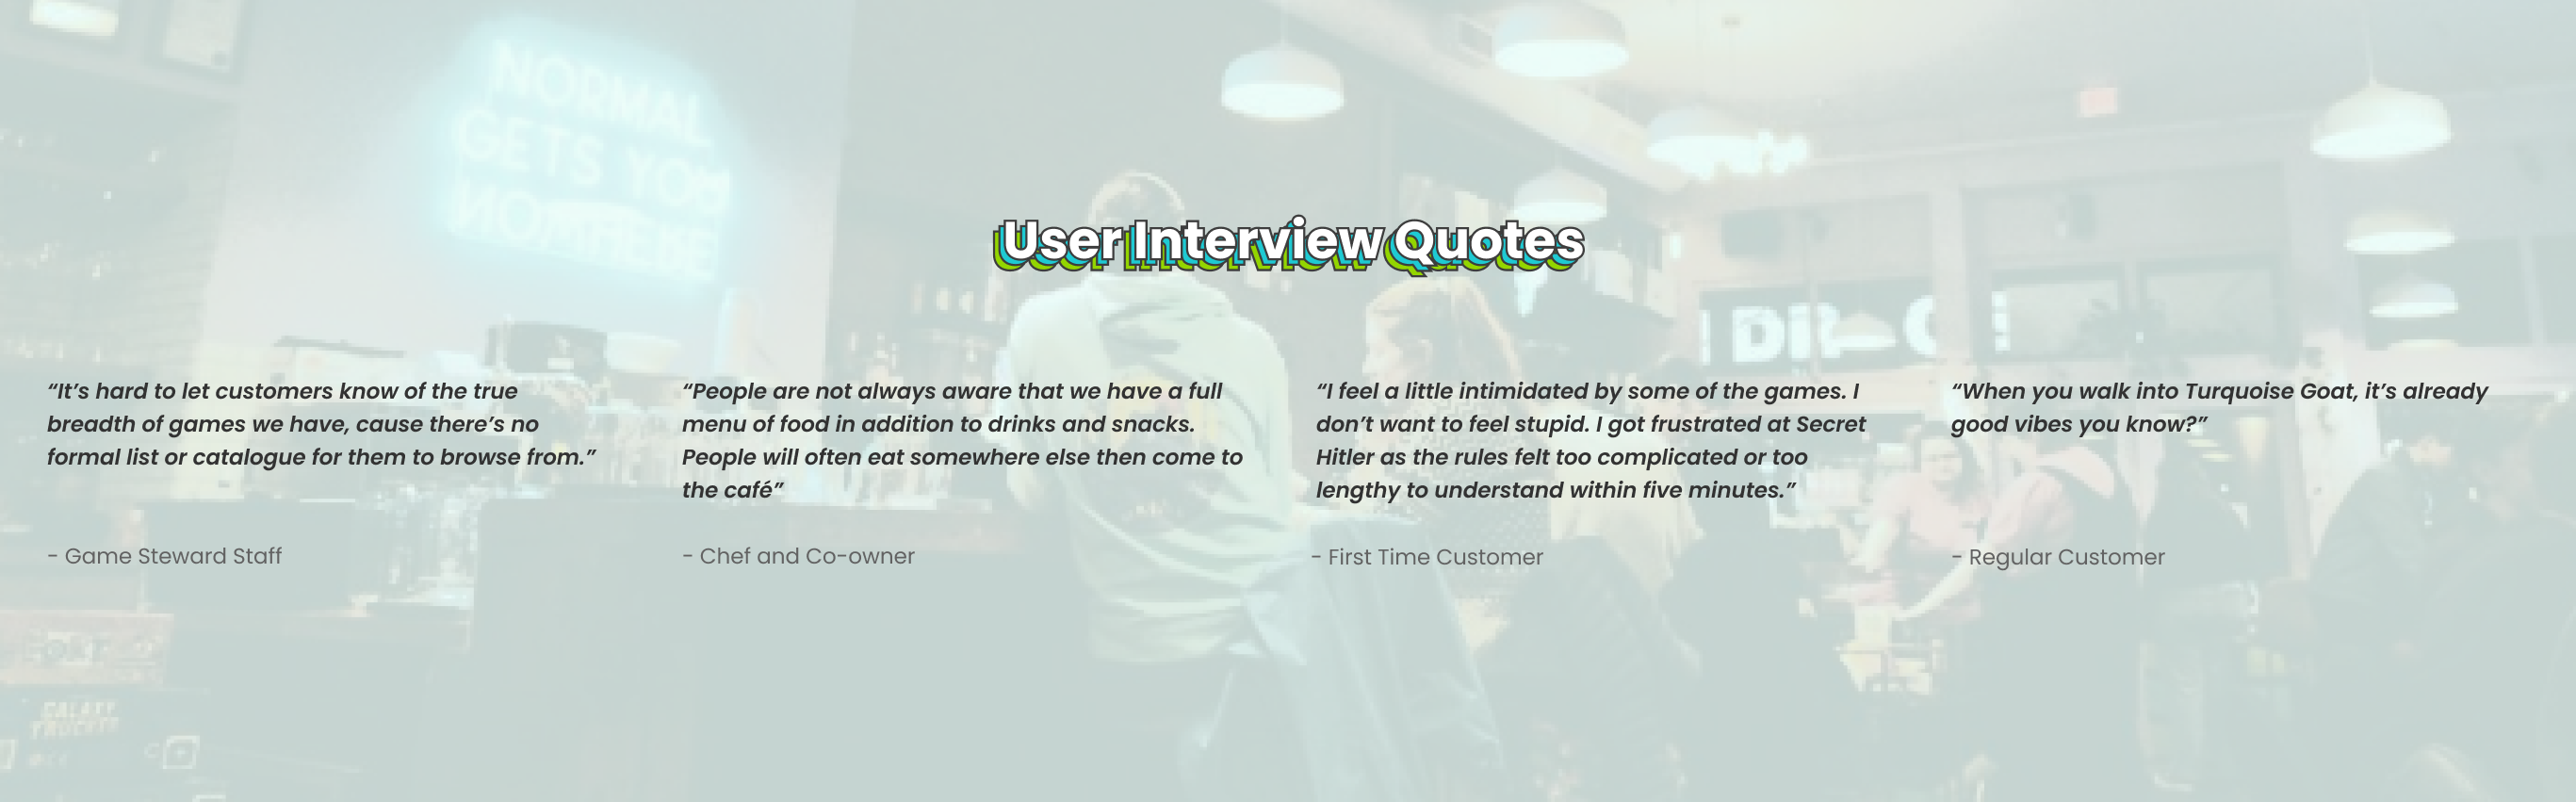 NORMAL
GETS YOU
User Interview Quotes
“It’s hard to let customers know of the true
breadth of games we have, cause there’s no
formal list or catalogue for them to browse from.”
- Game Steward Staff
“People are not always aware that we have a full
menu of food in addition to drinks and snacks.
People will often eat somewhere else then come to
the café”
- Chef and Co-owner
“I feel a little intimidated by some of the games. I
don’t want to feel stupid. I got frustrated at Secret
Hitler as the rules felt too complicated or too
lengthy to understand within five minutes.”
- First Time Customer
“When you walk into Turquoise Goat, it’s already
good vibes you know?”
- Regular Customer
GALAXY
TRUCKER